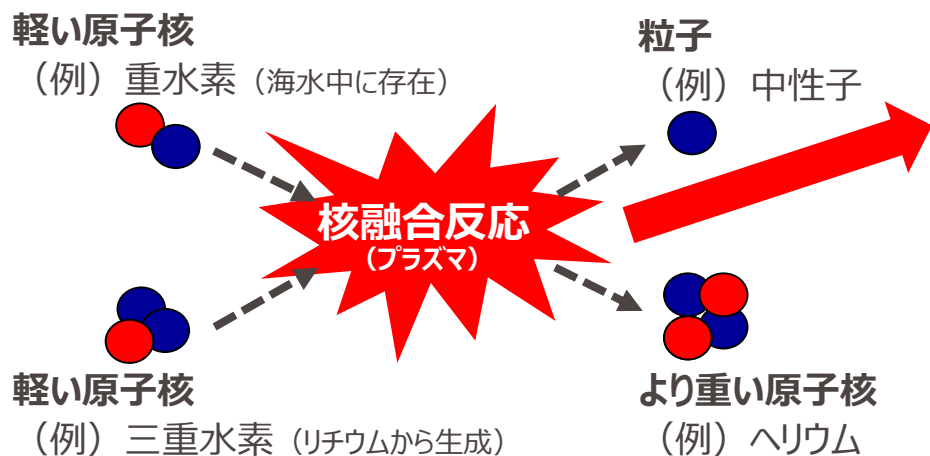 軽い原子核
（例）重水素（海水中に存在）
粒子
（例）中性子
核融合反応
（プラズマ）
軽い原子核
（例）三重水素（リチウムから生成）
より重い原子核
（例）ヘリウム